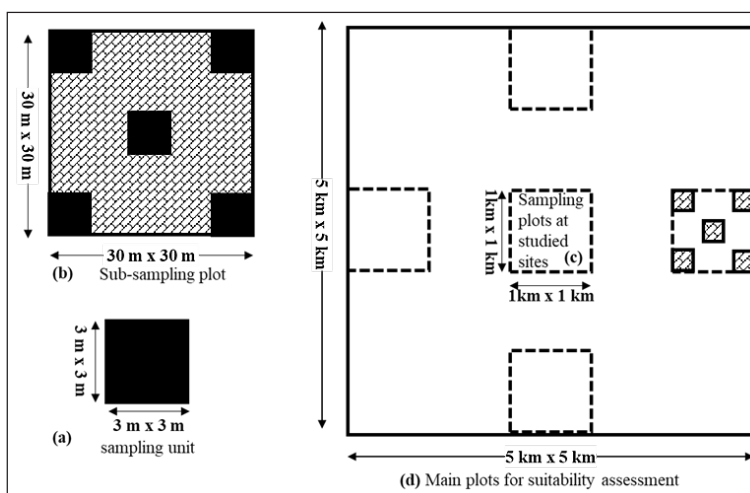 30 m x 30 m
30 m x 30 m
(b) Sub-sampling plot
3 m x 3 m
3 m x 3 m
(a)
sampling unit
5 km x 5 km
1km x 1 km
Sampling
plots at
studied
sites (c)
1km x 1 km
5 km x 5 km
(d) Main plots for suitability assessment